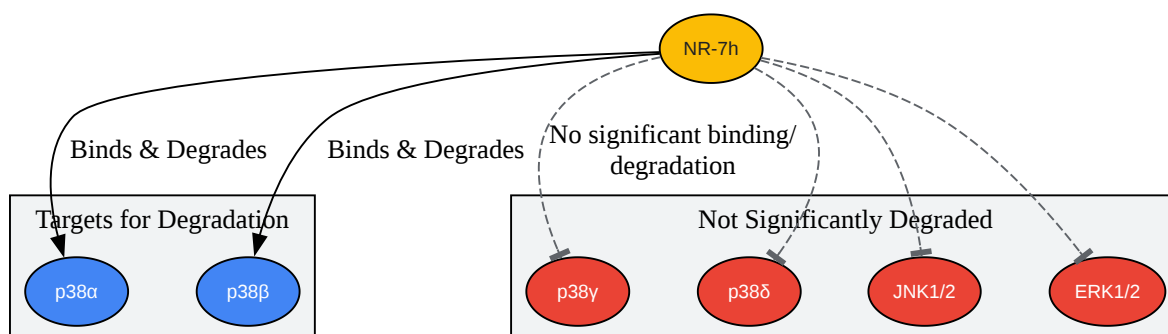 NR-7h
Binds & Degrades
Binds & Degrades
No significant binding/
degradation
Targets for Degradation
Not Significantly Degraded
p38α
p38β
p38γ
p38δ
JNK1/2
ERK1/2